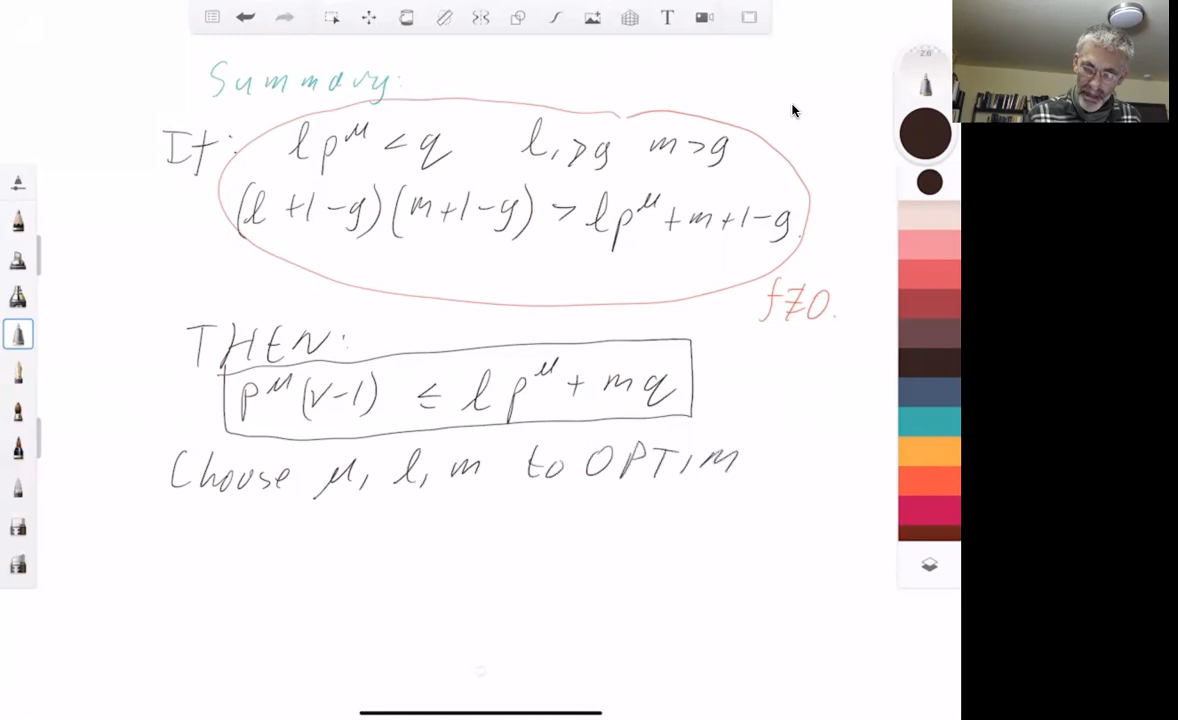 Summary:
If: lp^μ < q   l, ≥ g   m > g
(l + 1 - g)(m + 1 - g) > lp^μ + m + 1 - g.
f≠0.
THEN:
p^μ (v - 1) ≤ lp^μ + mq
Choose μ, l, m to OPTIM